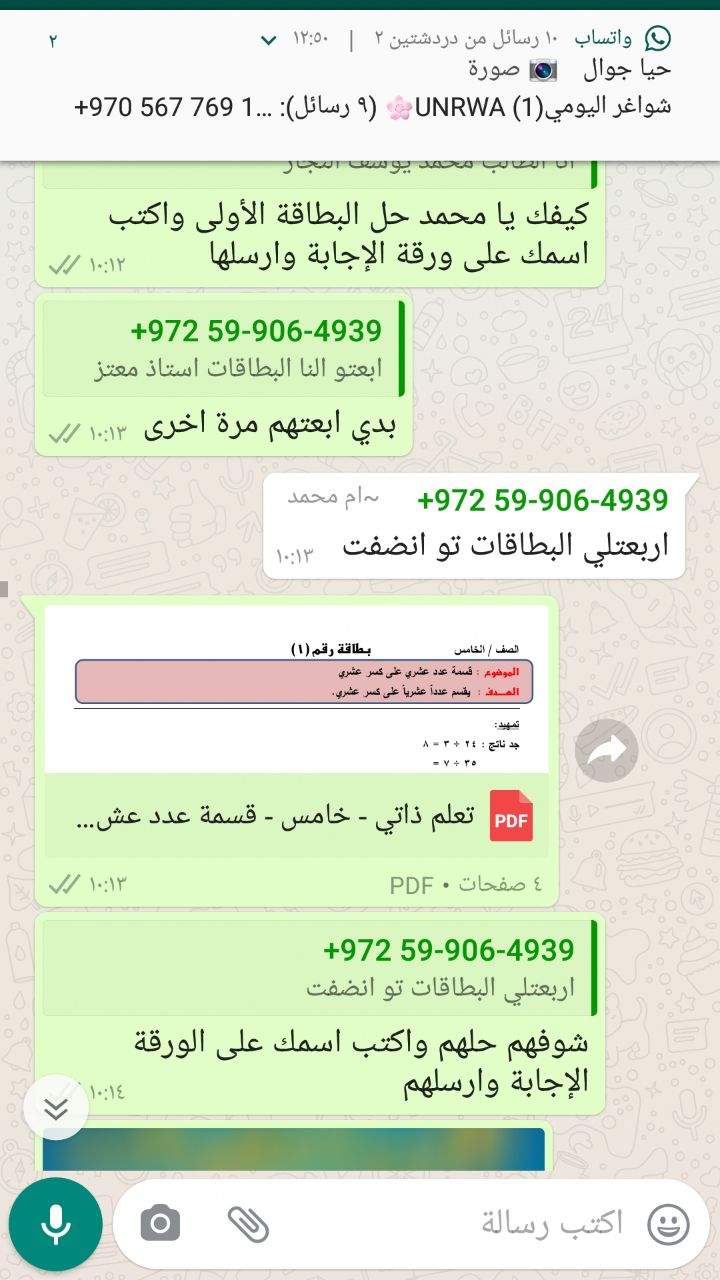 واتساب ١٠ رسائل من دردشتين ٢ | ١٢:٥٠ ٢
حيا جوال 📷 صورة
شواغر اليومي(1) UNRWA🌸 (٩ رسائل): ‎+970 567 769 1...
انا الطالب محمد يوسف النجار
كيفك يا محمد حل البطاقة الأولى واكتب
اسمك على ورقة الإجابة وارسلها
١٠:١٢
+972 59-906-4939
ابعتو النا البطاقات استاذ معتز
بدي ابعتهم مرة اخرى
١٠:١٣
+972 59-906-4939 ~ام محمد
اربعتلي البطاقات تو انضفت
١٠:١٣
الصف / الخامس بطاقة رقم (١)
الموضوع : قسمة عدد عشري على كسر عشري
الهدف : يقسم عدداً عشرياً على كسر عشري.
تمهيد:
جد ناتج : ٢٤ ÷ ٣ = ٨
٣٥ ÷ ٧ =
PDF
تعلم ذاتي - خامس - قسمة عدد عش...
٤ صفحات • PDF
١٠:١٣
+972 59-906-4939
اربعتلي البطاقات تو انضفت
شوفهم حلهم واكتب اسمك على الورقة
الإجابة وارسلهم
١٠:١٤
اكتب رسالة